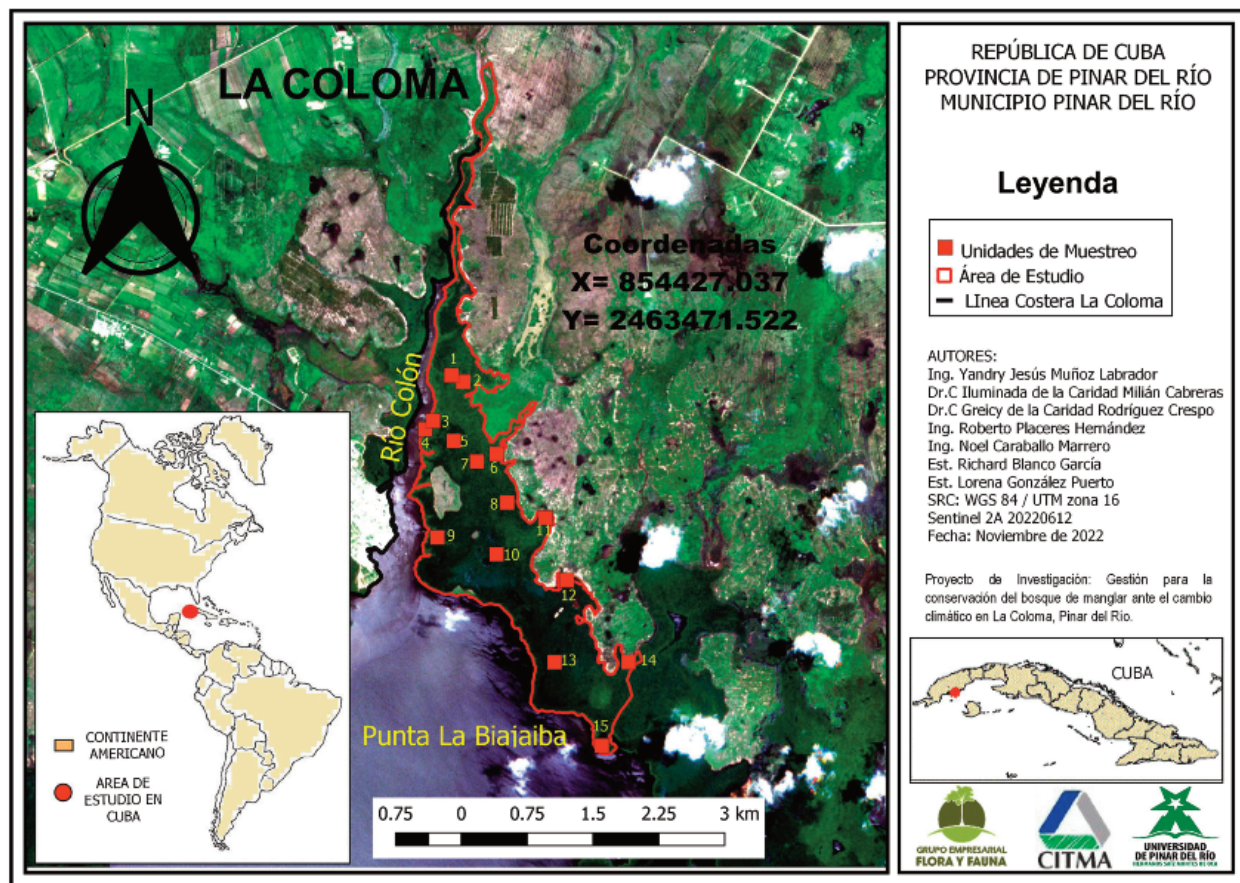 LA COLOMA
N
Coordenadas
X= 854427.037
Y= 2463471.522
Río Colón
1
2
3
4
5
6
7
8
9
10
11
12
13
14
15
Punta La Biajaiba
0.75 0 0.75 1.5 2.25 3 km
CONTINENTE
AMERICANO
AREA DE
ESTUDIO EN
CUBA
REPÚBLICA DE CUBA
PROVINCIA DE PINAR DEL RÍO
MUNICIPIO PINAR DEL RÍO
Leyenda
Unidades de Muestreo
Área de Estudio
LÍnea Costera La Coloma
AUTORES:
Ing. Yandry Jesús Muñoz Labrador
Dr.C Iluminada de la Caridad Milián Cabreras
Dr.C Greicy de la Caridad Rodríguez Crespo
Ing. Roberto Placeres Hernández
Ing. Noel Caraballo Marrero
Est. Richard Blanco García
Est. Lorena González Puerto
SRC: WGS 84 / UTM zona 16
Sentinel 2A 20220612
Fecha: Noviembre de 2022
Proyecto de Investigación: Gestión para la
conservación del bosque de manglar ante el cambio
climático en La Coloma, Pinar del Río.
CUBA
GRUPO EMPRESARIAL
FLORA Y FAUNA
CITMA
UNIVERSIDAD
DE PINAR DEL RÍO
HERMANOS SAÍZ MONTES DE OCA